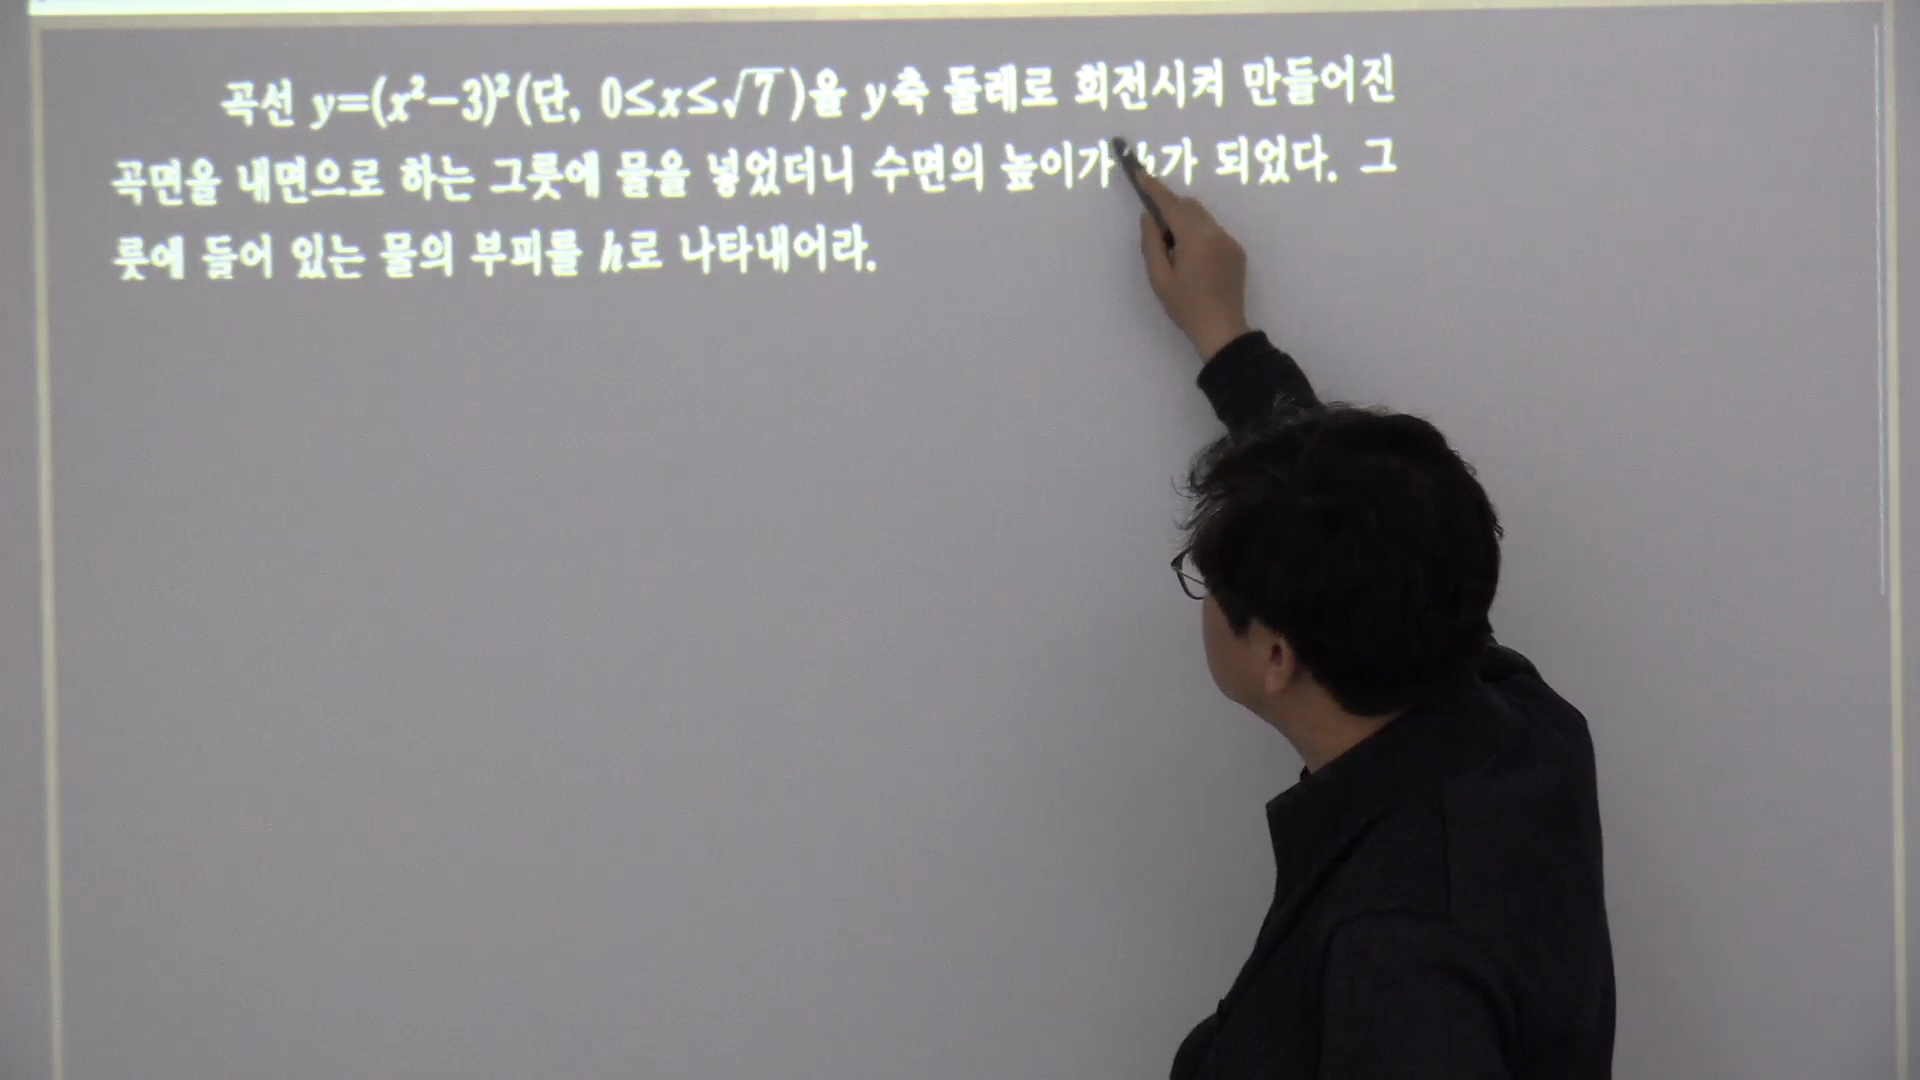 곡선 y=(x²−3)²(단, 0≤x≤√7)을 y축 둘레로 회전시켜 만들어진
곡면을 내면으로 하는 그릇에 물을 넣었더니 수면의 높이가 h가 되었다. 그
릇에 들어 있는 물의 부피를 h로 나타내어라.